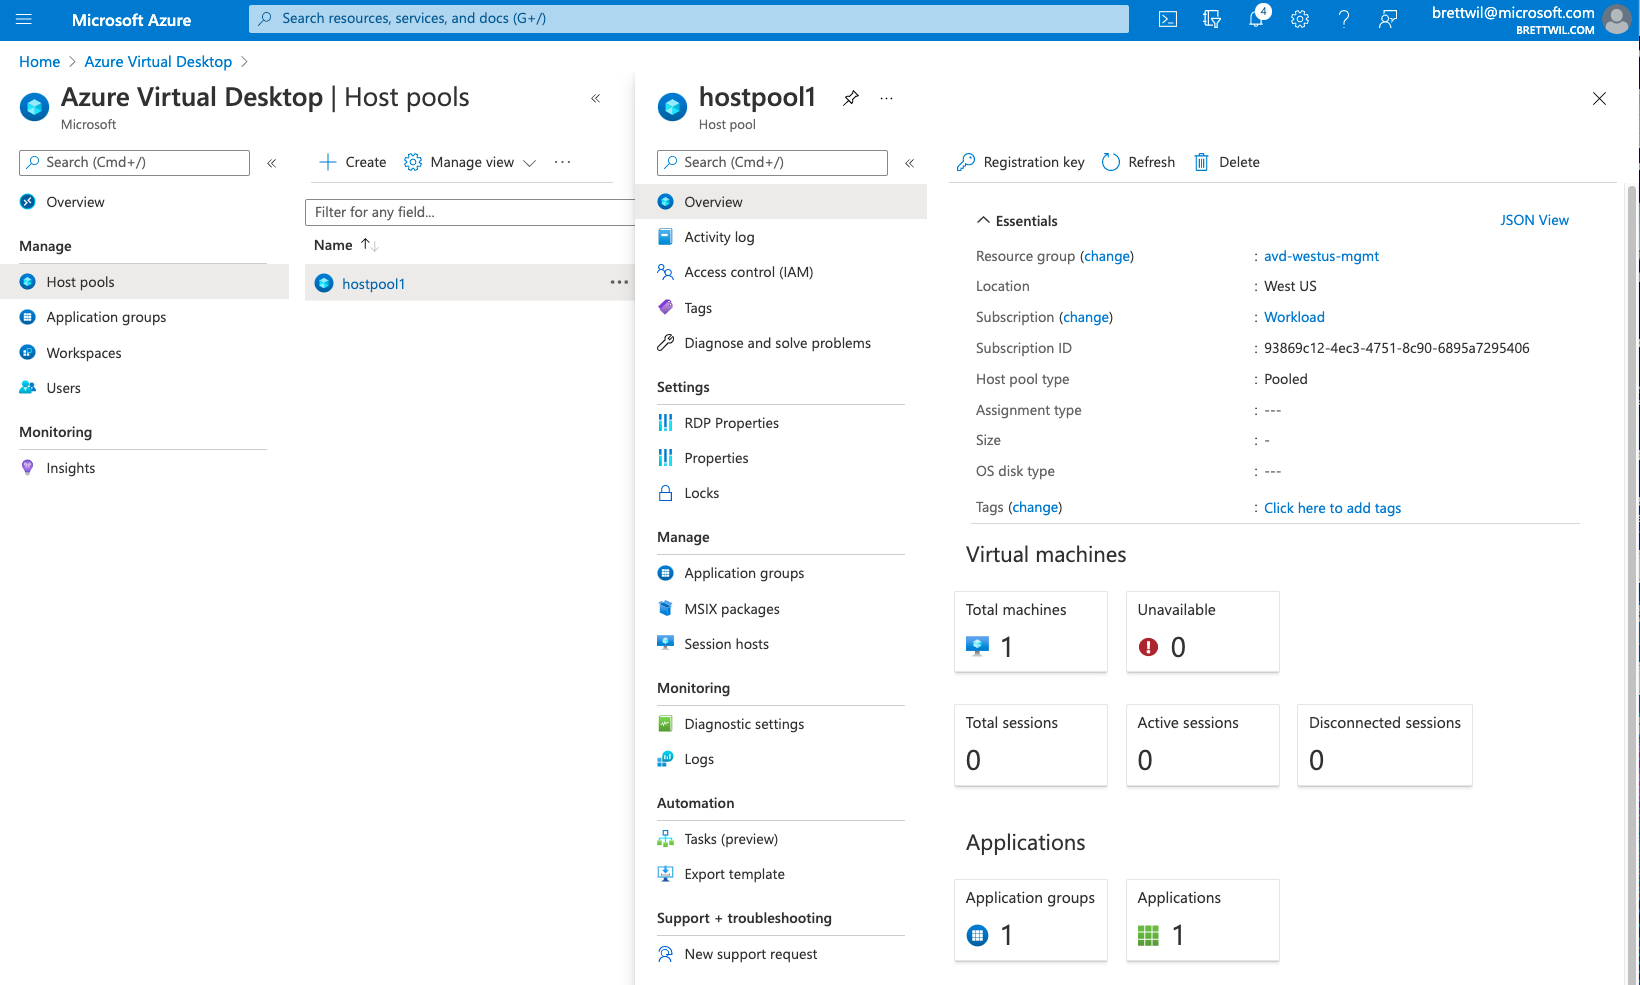 Microsoft Azure
Search resources, services, and docs (G+/)
4
brettwil@microsoft.com
BRETTWIL.COM
Home > Azure Virtual Desktop >
Azure Virtual Desktop | Host pools
Microsoft
Search (Cmd+/)
Overview
Manage
Host pools
Application groups
Workspaces
Users
Monitoring
Insights
Create
Manage view
Filter for any field...
Name
hostpool1
hostpool1
Host pool
Search (Cmd+/)
Overview
Activity log
Access control (IAM)
Tags
Diagnose and solve problems
Settings
RDP Properties
Properties
Locks
Manage
Application groups
MSIX packages
Session hosts
Monitoring
Diagnostic settings
Logs
Automation
Tasks (preview)
Export template
Support + troubleshooting
New support request
Registration key
Refresh
Delete
Essentials
JSON View
Resource group (change) : avd-westus-mgmt
Location : West US
Subscription (change) : Workload
Subscription ID : 93869c12-4ec3-4751-8c90-6895a7295406
Host pool type : Pooled
Assignment type : ---
Size : -
OS disk type : ---
Tags (change) : Click here to add tags
Virtual machines
Total machines
1
Unavailable
0
Total sessions
0
Active sessions
0
Disconnected sessions
0
Applications
Application groups
1
Applications
1